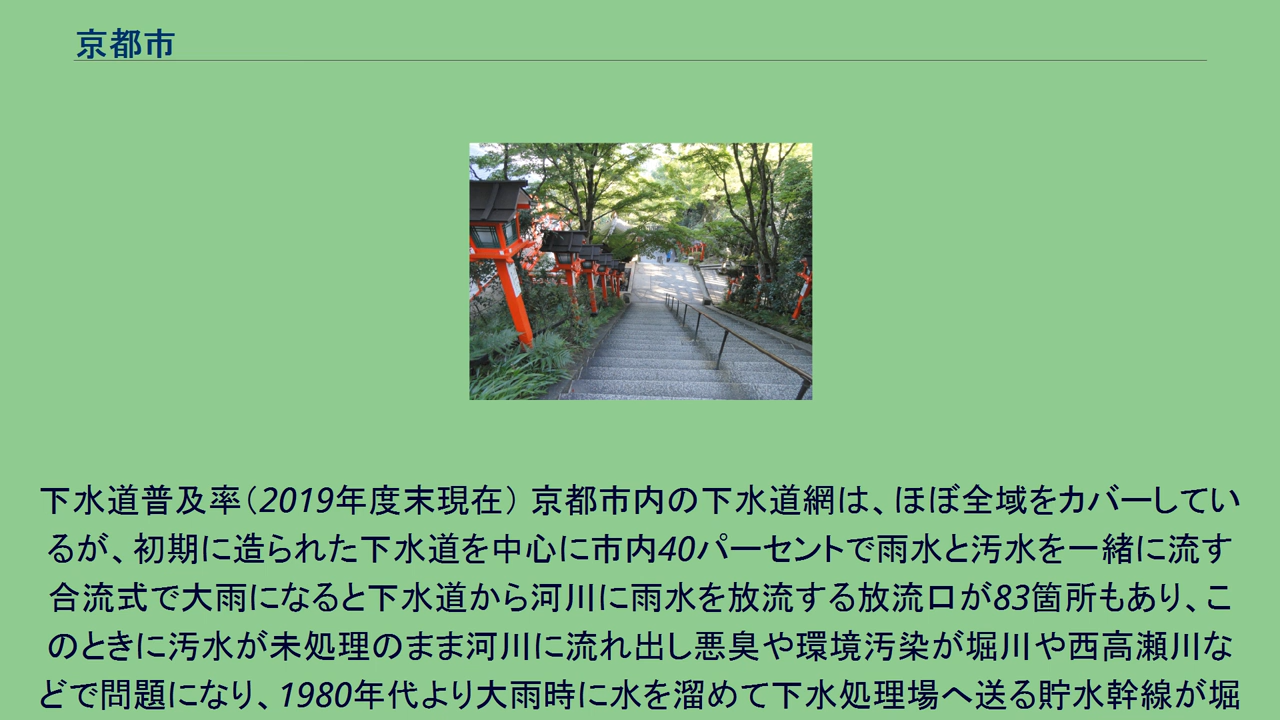 京都市
下水道普及率（2019年度末現在） 京都市内の下水道網は、ほぼ全域をカバーしてい
るが、初期に造られた下水道を中心に市内40パーセントで雨水と汚水を一緒に流す
合流式で大雨になると下水道から河川に雨水を放流する放流口が83箇所もあり、こ
のときに汚水が未処理のまま河川に流れ出し悪臭や環境汚染が堀川や西高瀬川な
どで問題になり、1980年代より大雨時に水を溜めて下水処理場へ送る貯水幹線が堀